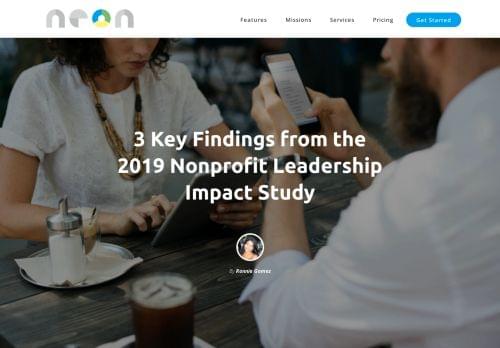 neon
Features Missions Services Pricing Get Started
3 Key Findings from the
2019 Nonprofit Leadership
Impact Study
By Ronnie Gomez